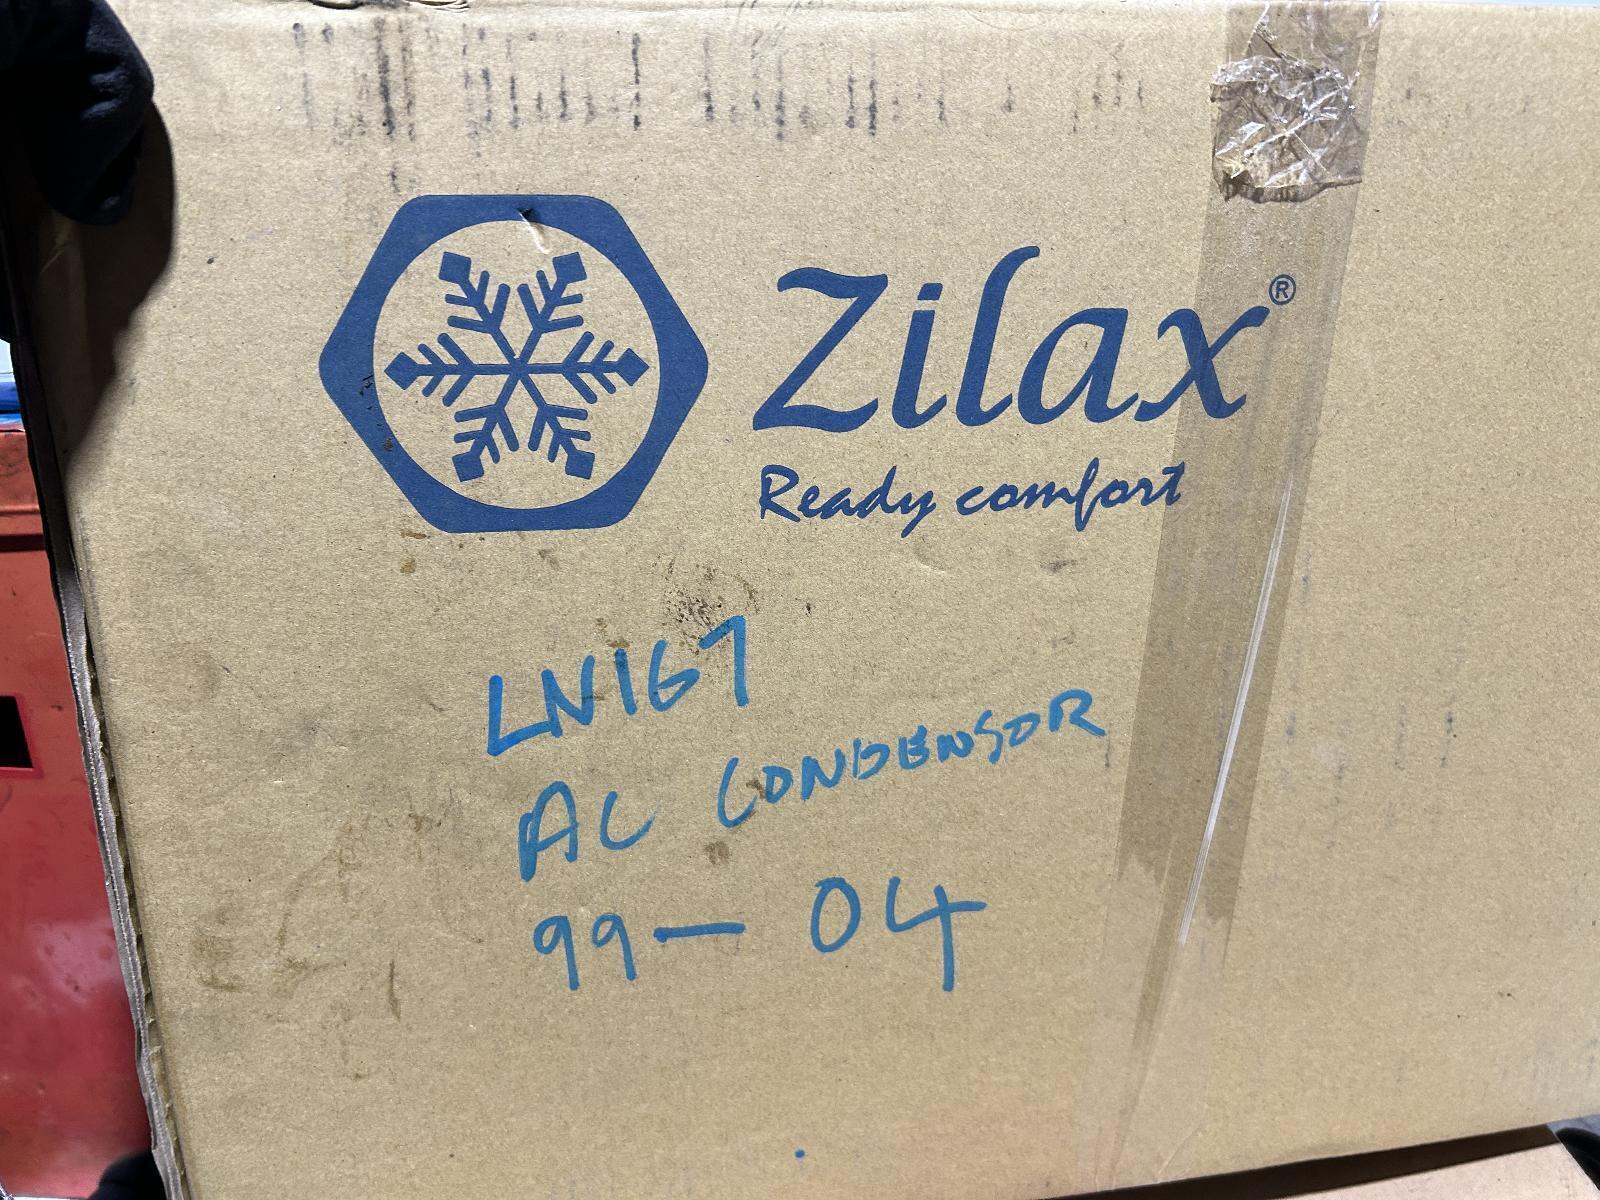 Zilax®
Ready comfort
LN167
AC CONDENSOR
99- 04